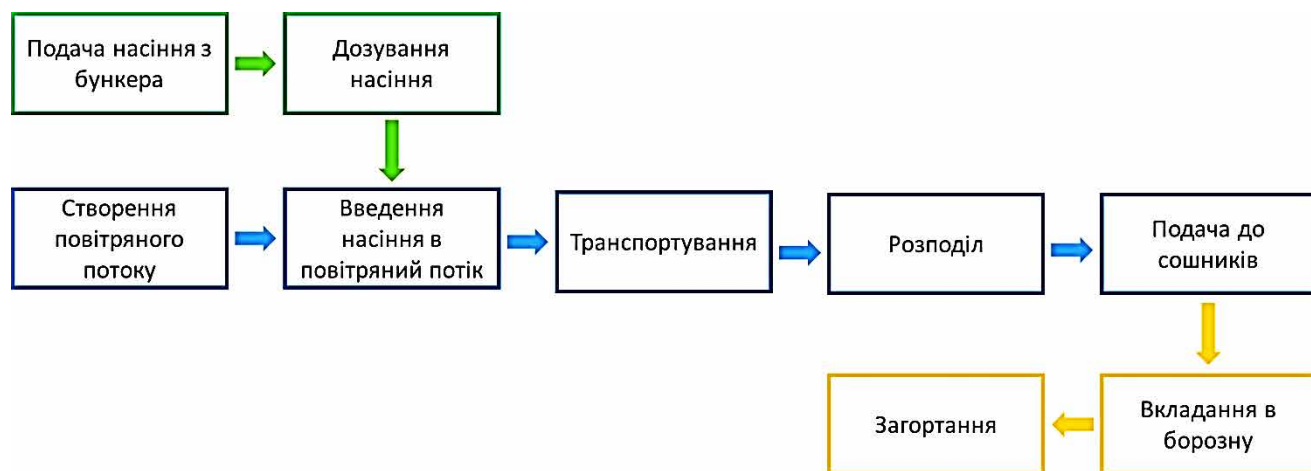 Подача насіння з
бункера
Дозування
насіння
Створення
повітряного
потоку
Введення
насіння в
повітряний потік
Транспортування
Розподіл
Подача до
сошників
Загортання
Вкладання в
борозну